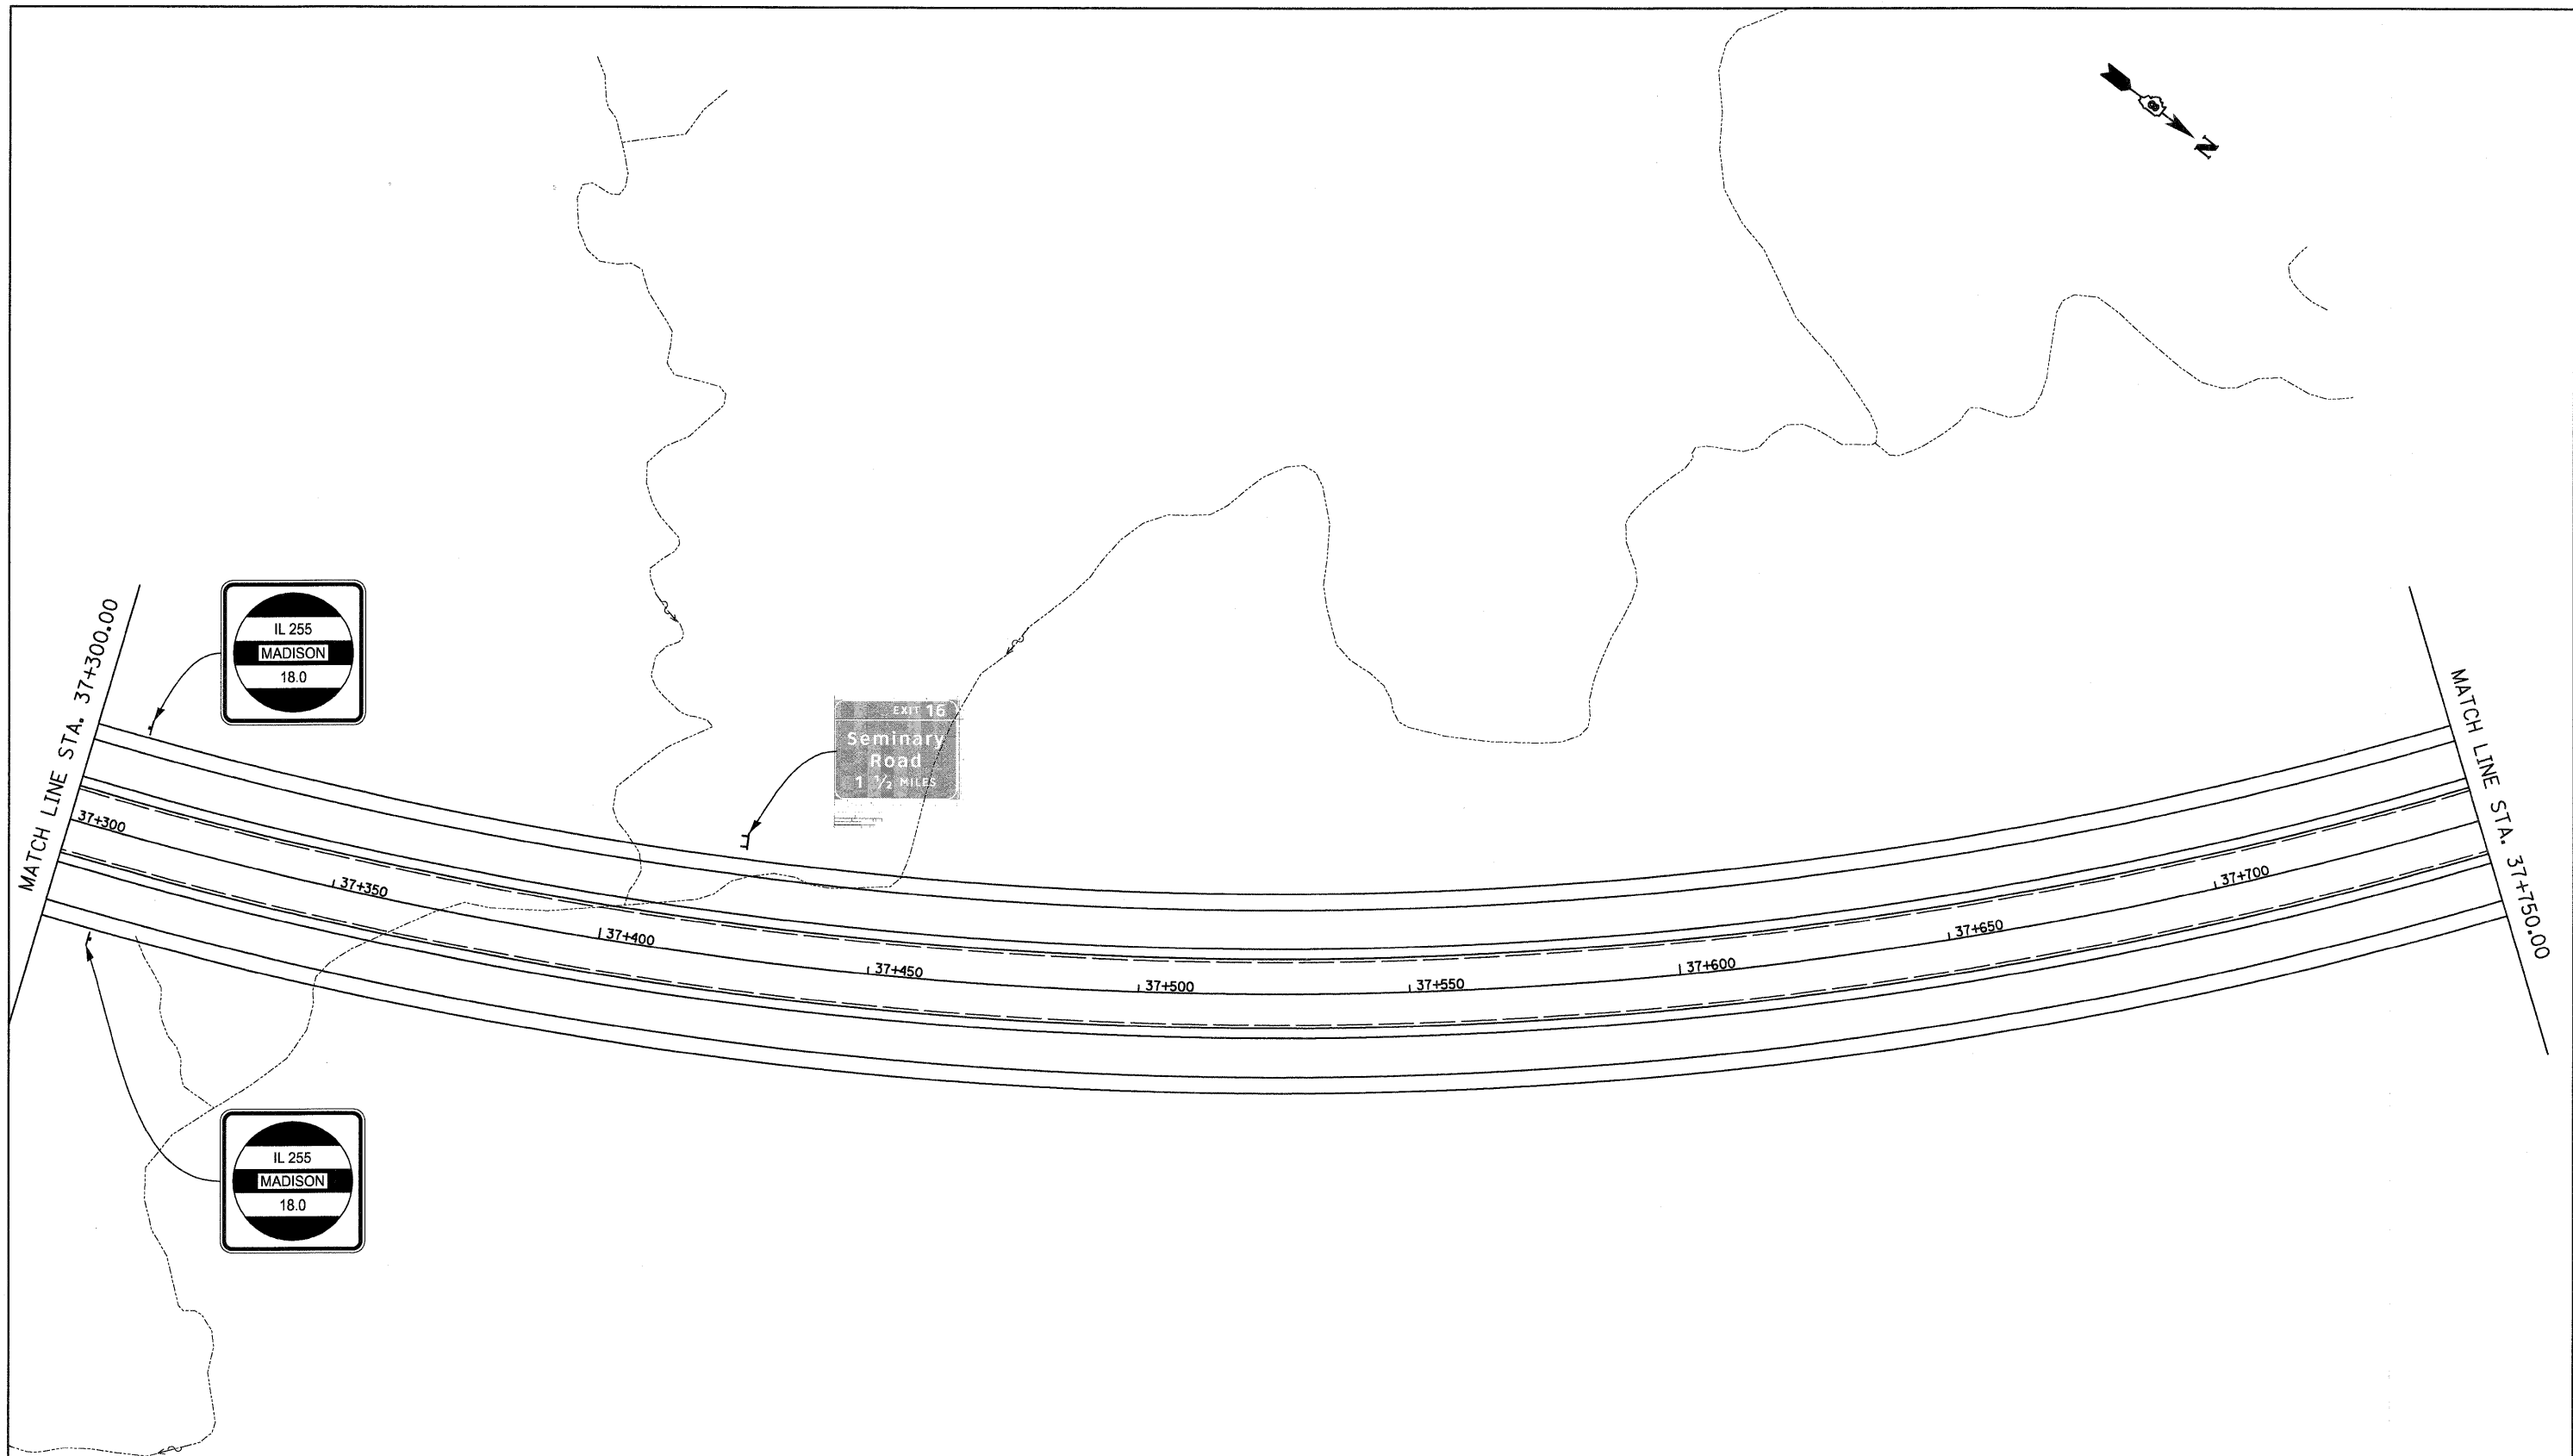 N
MATCH LINE STA. 37+300.00
IL 255
MADISON
18.0
EXIT 16
Seminary
Road
1 1/2 MILES
MATCH LINE STA. 37+750.00
37+300
37+350
37+400
37+450
37+500
37+550
37+600
37+650
37+700
IL 255
MADISON
18.0